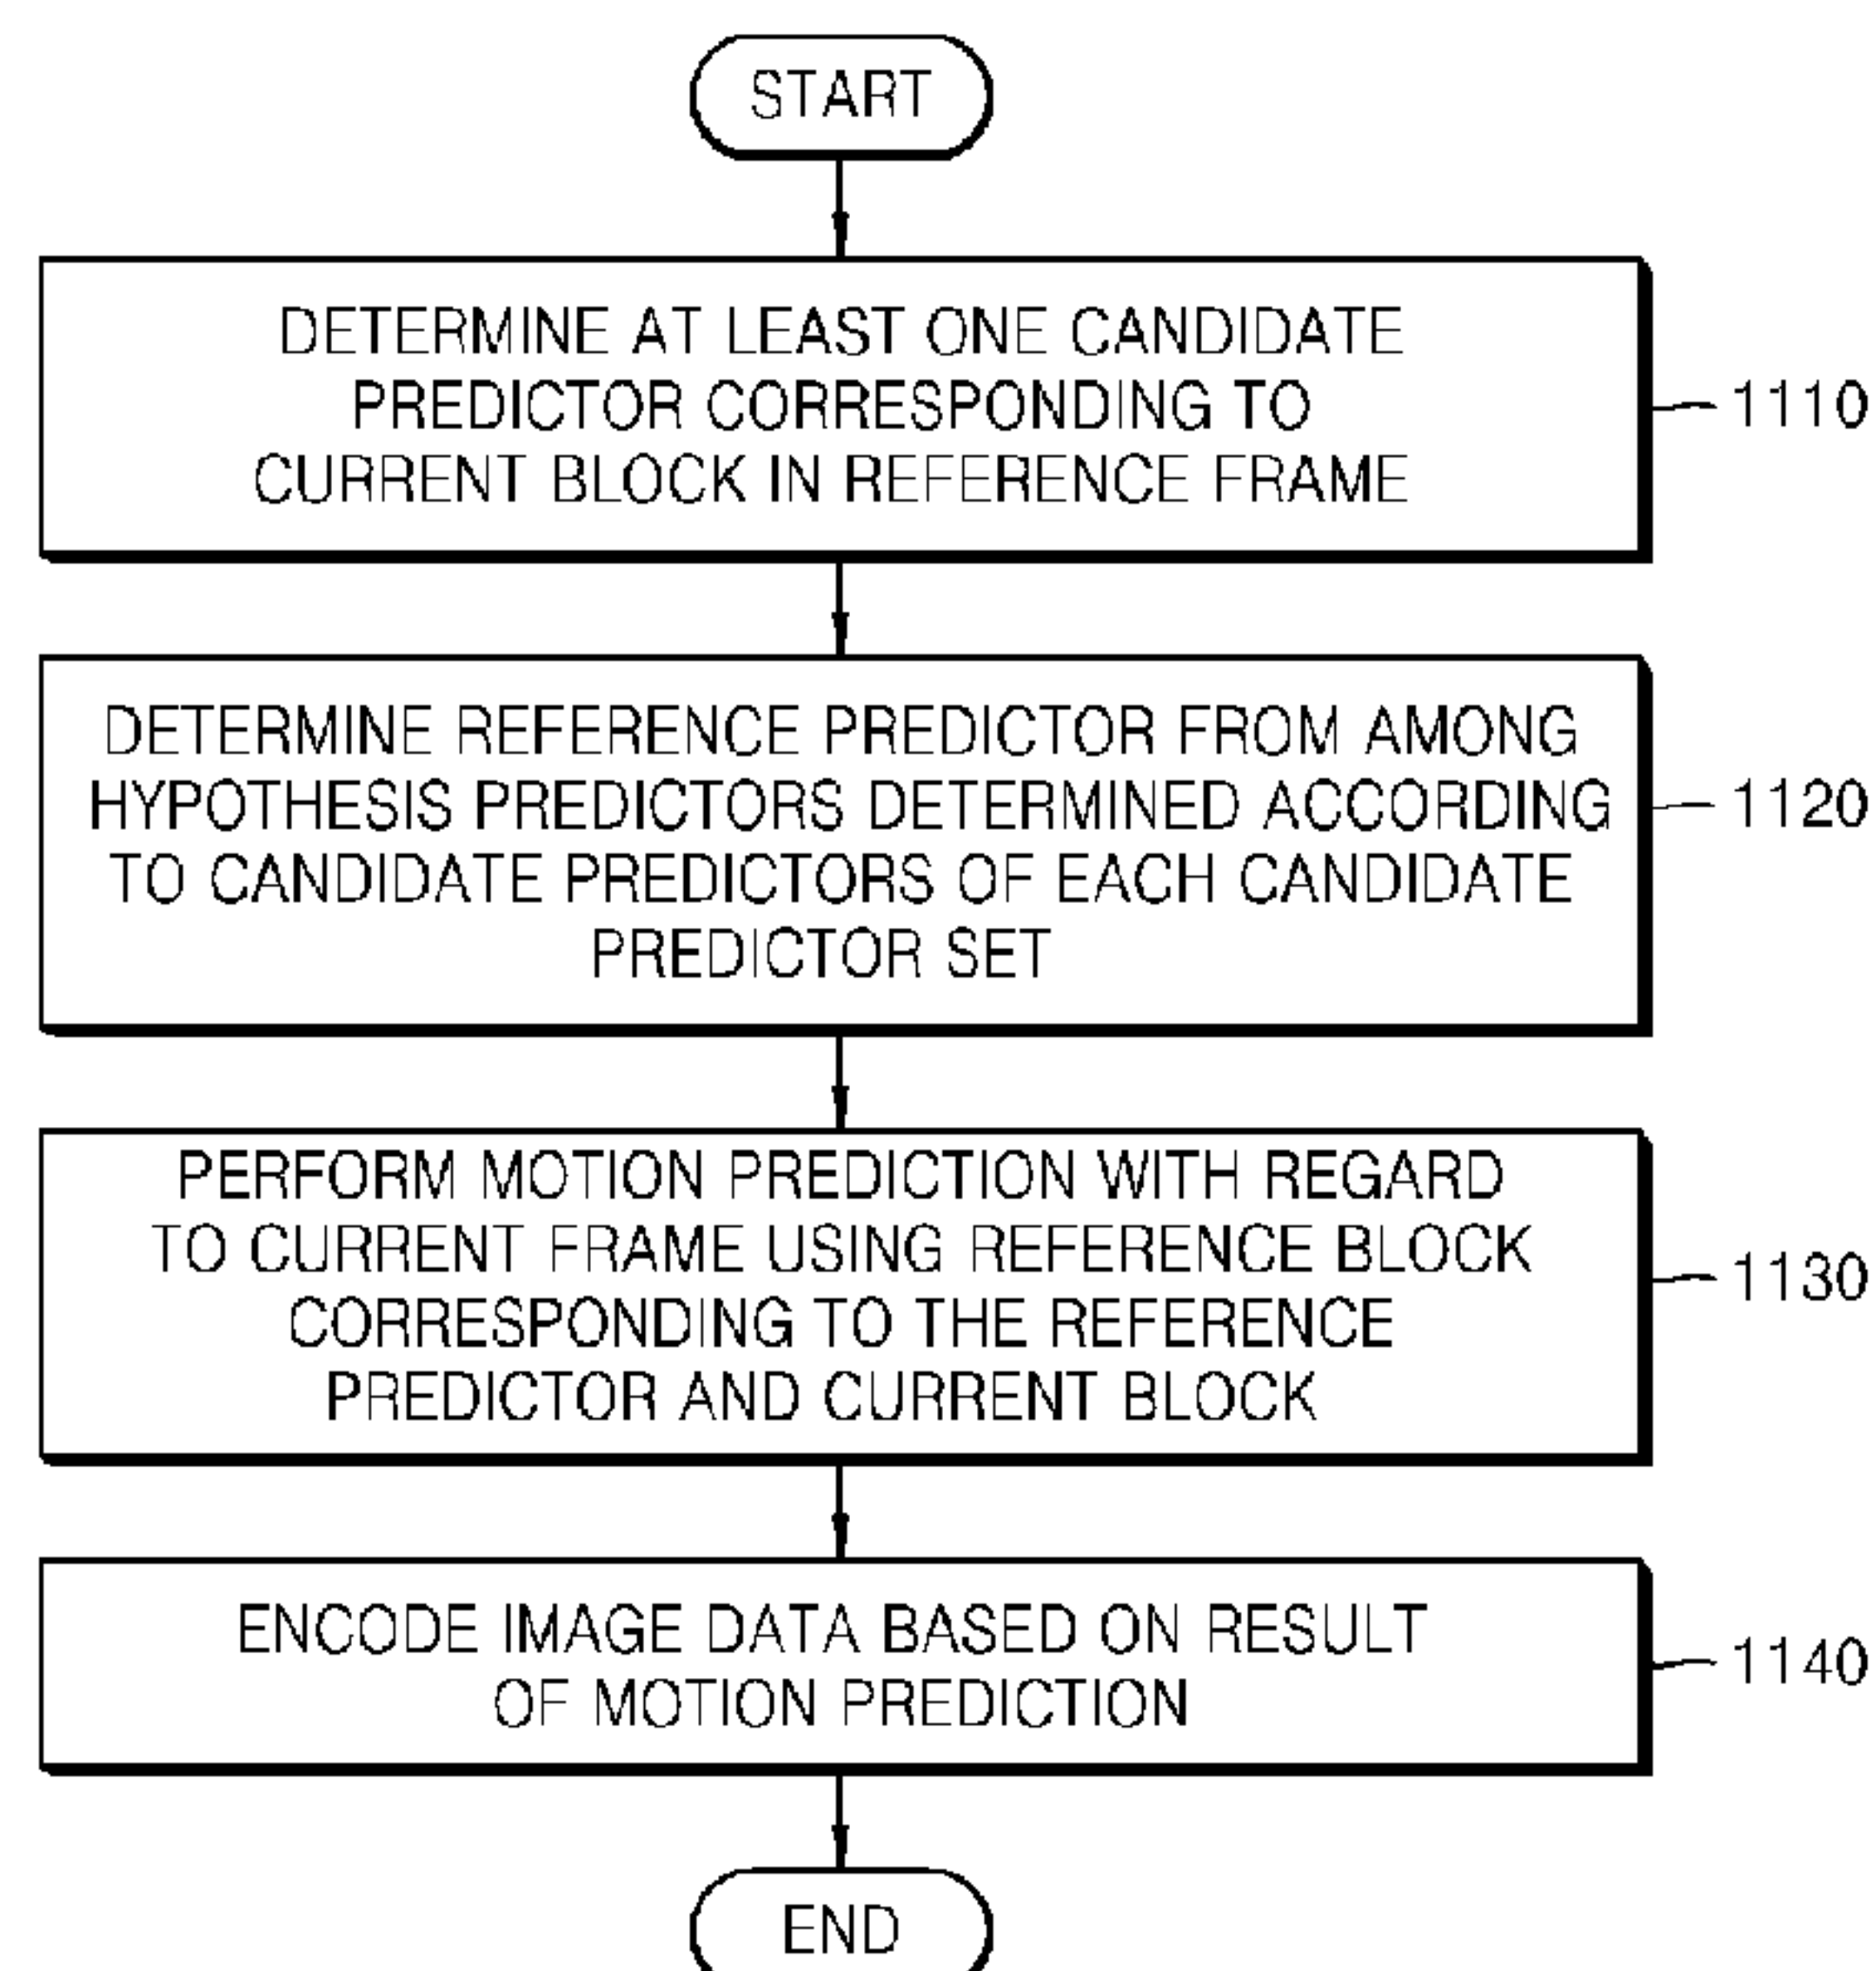 START
DETERMINE AT LEAST ONE CANDIDATE
PREDICTOR CORRESPONDING TO
CURRENT BLOCK IN REFERENCE FRAME
1110
DETERMINE REFERENCE PREDICTOR FROM AMONG
HYPOTHESIS PREDICTORS DETERMINED ACCORDING
TO CANDIDATE PREDICTORS OF EACH CANDIDATE
PREDICTOR SET
1120
PERFORM MOTION PREDICTION WITH REGARD
TO CURRENT FRAME USING REFERENCE BLOCK
CORRESPONDING TO THE REFERENCE
PREDICTOR AND CURRENT BLOCK
1130
ENCODE IMAGE DATA BASED ON RESULT
OF MOTION PREDICTION
1140
END